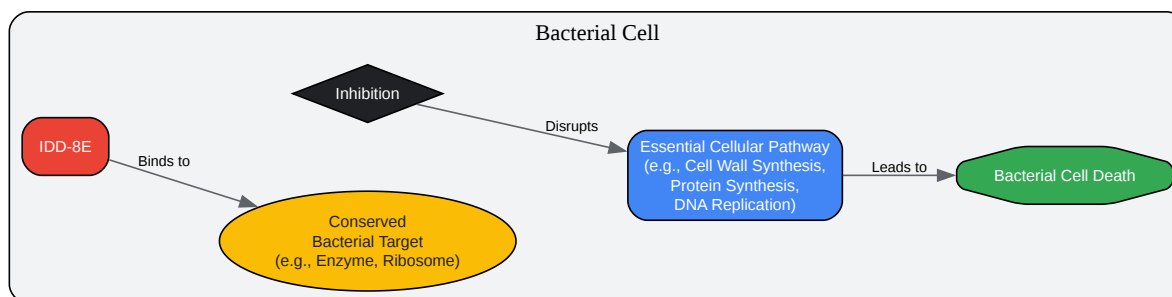 Bacterial Cell
Inhibition
IDD-8E
Binds to
Conserved
Bacterial Target
(e.g., Enzyme, Ribosome)
Disrupts
Essential Cellular Pathway
(e.g., Cell Wall Synthesis,
Protein Synthesis,
DNA Replication)
Leads to
Bacterial Cell Death